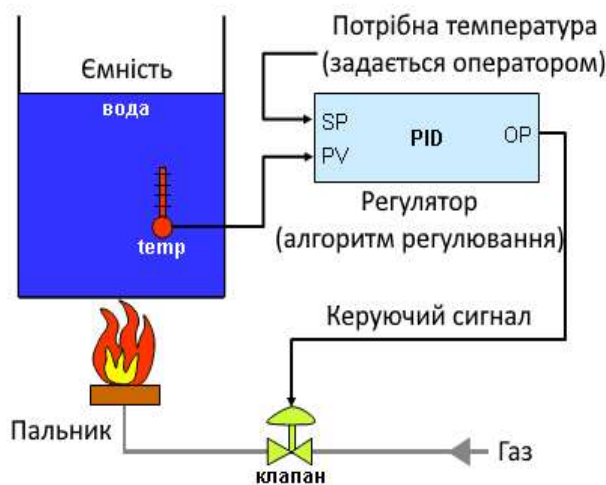 Потрібна температура
(задається оператором)
Ємність
вода
SP
PV
PID
OP
temp
Регулятор
(алгоритм регулювання)
Керуючий сигнал
Пальник
клапан
Газ